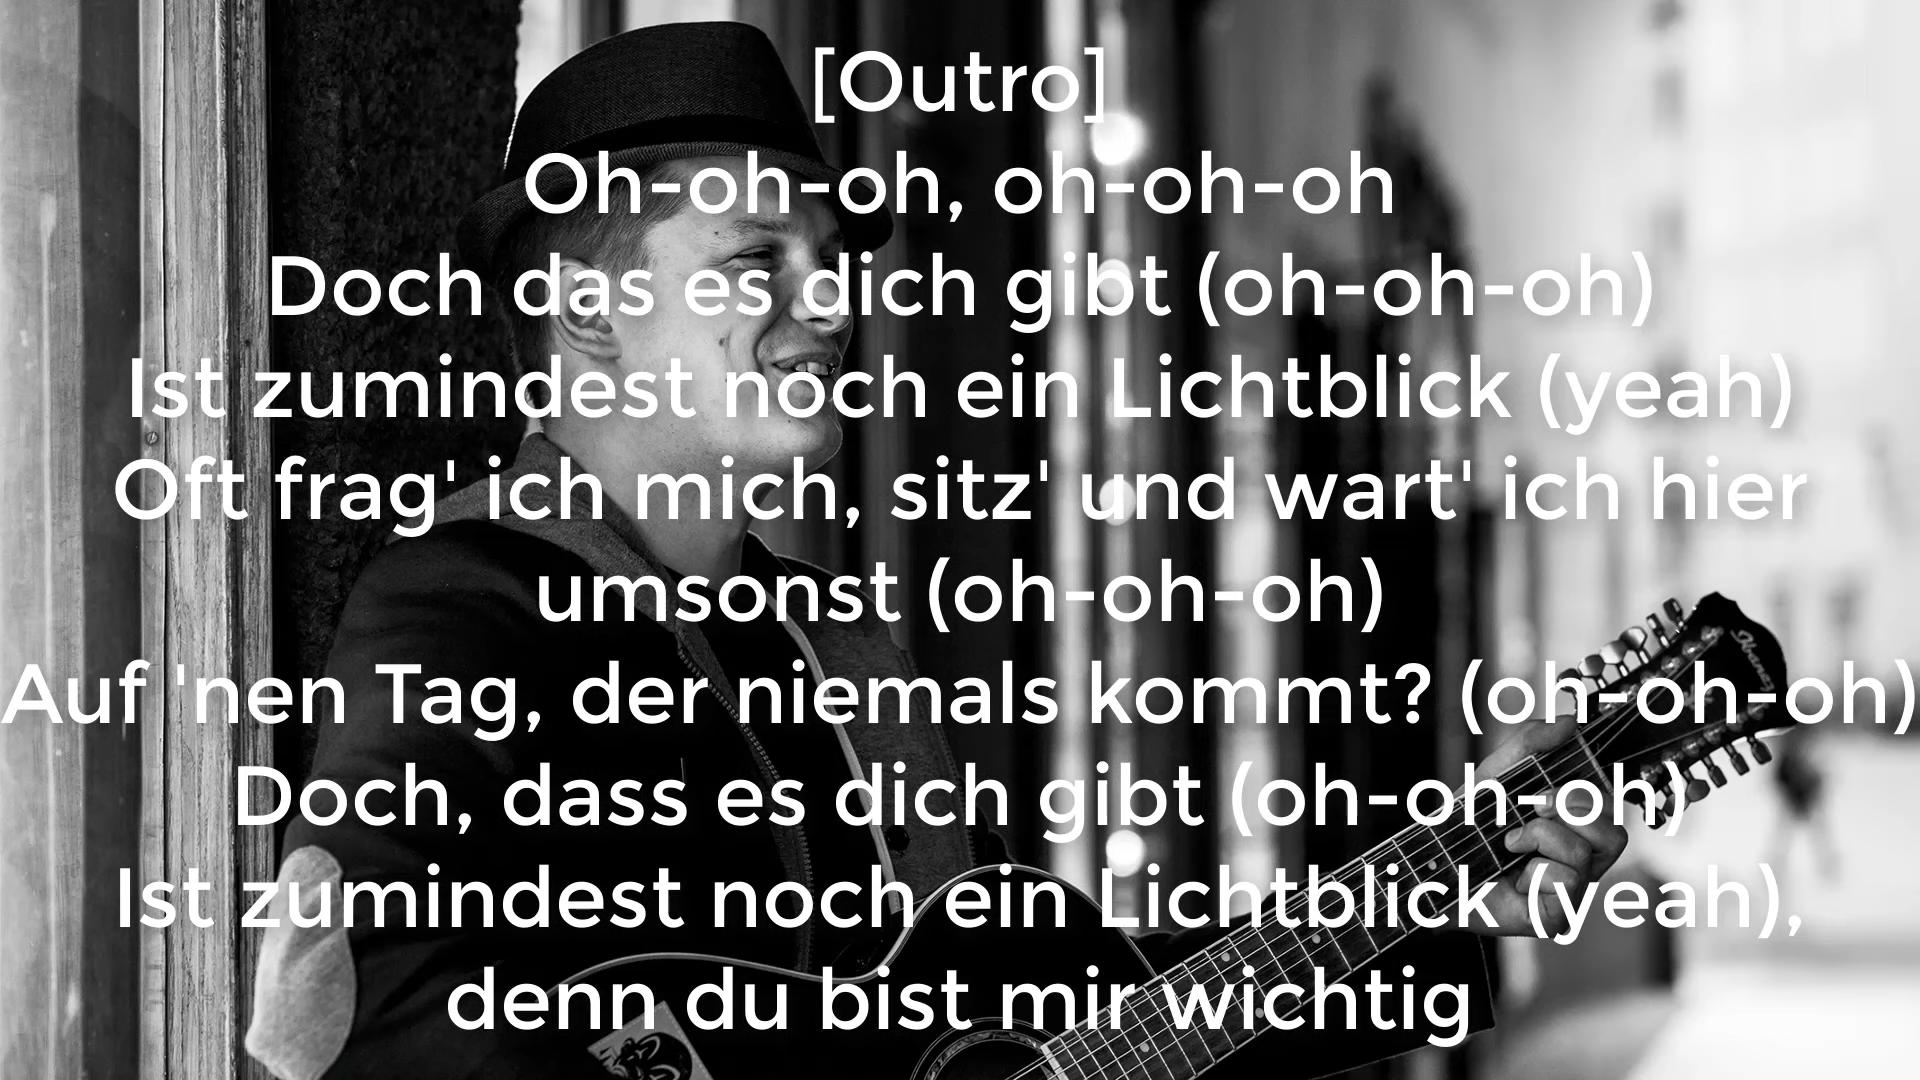 [Outro]
Oh-oh-oh, oh-oh-oh
Doch das es dich gibt (oh-oh-oh)
Ist zumindest noch ein Lichtblick (yeah)
Oft frag' ich mich, sitz' und wart' ich hier
umsonst (oh-oh-oh)
Auf 'nen Tag, der niemals kommt? (oh-oh-oh)
Doch, dass es dich gibt (oh-oh-oh)
Ist zumindest noch ein Lichtblick (yeah),
denn du bist mir wichtig
Ibanez